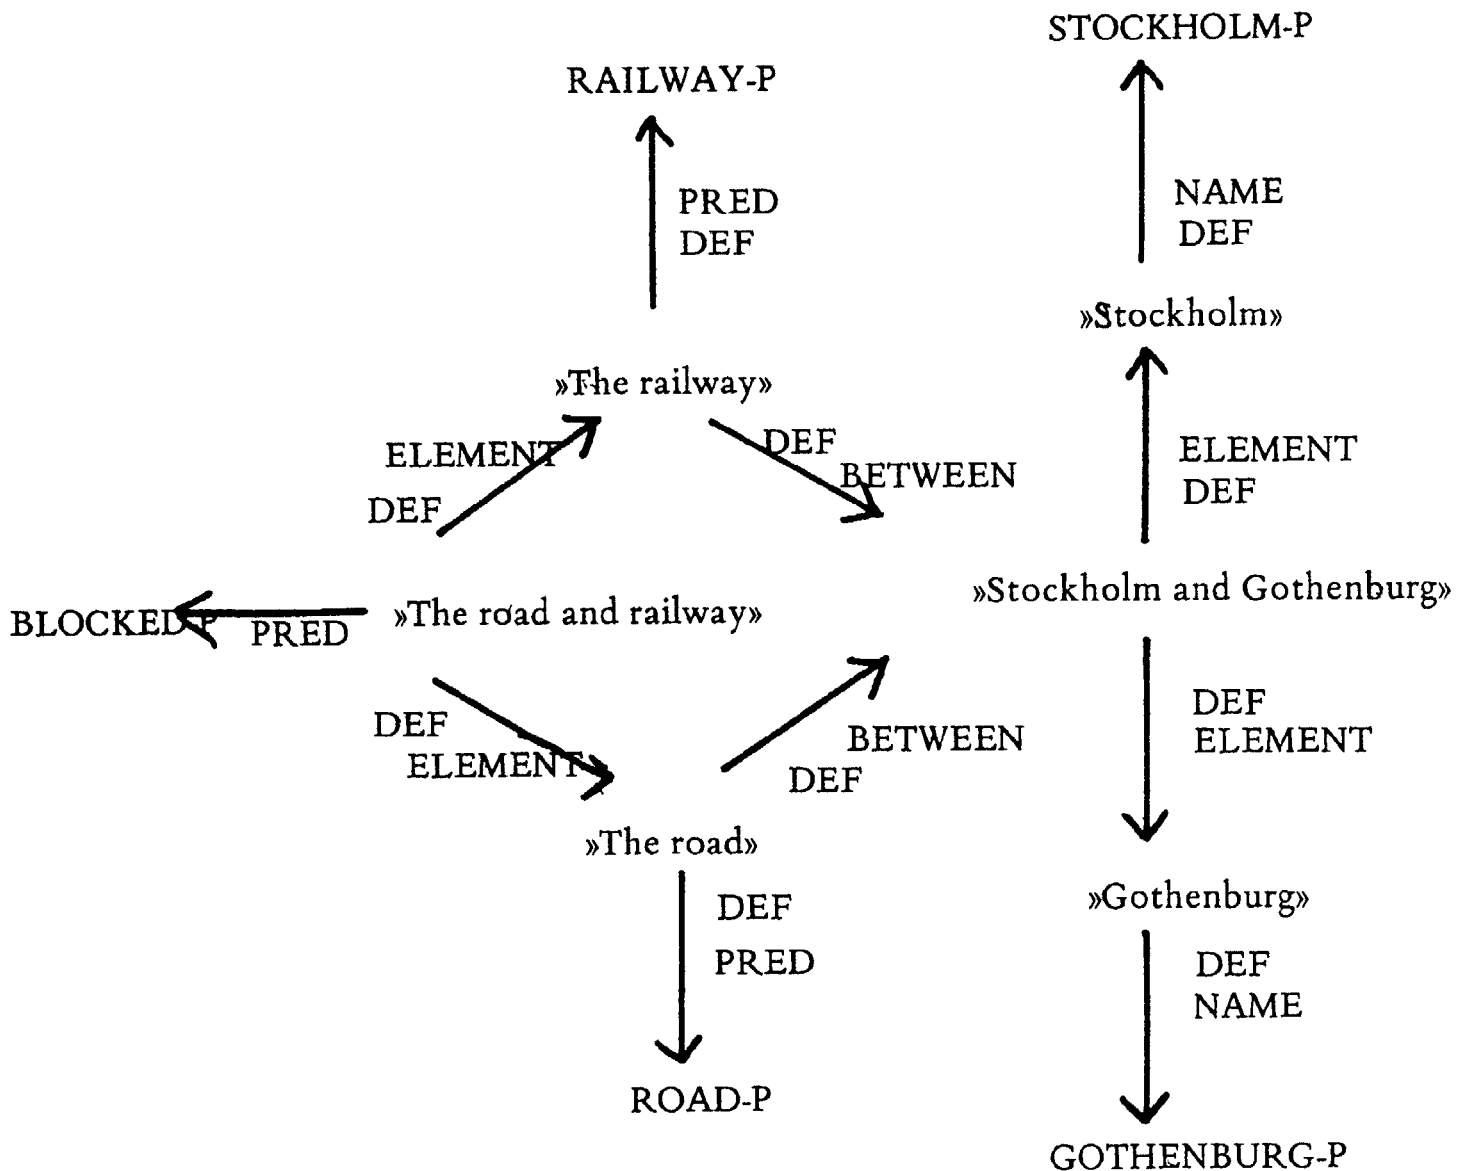 STOCKHOLM-P
RAILWAY-P
PRED
DEF
NAME
DEF
»Stockholm»
»The railway»
ELEMENT
DEF
DEF
BETWEEN
ELEMENT
DEF
»Stockholm and Gothenburg»
BLOCKED-P
PRED
»The road and railway»
DEF
ELEMENT
BETWEEN
DEF
DEF
ELEMENT
»The road»
»Gothenburg»
DEF
PRED
DEF
NAME
ROAD-P
GOTHENBURG-P